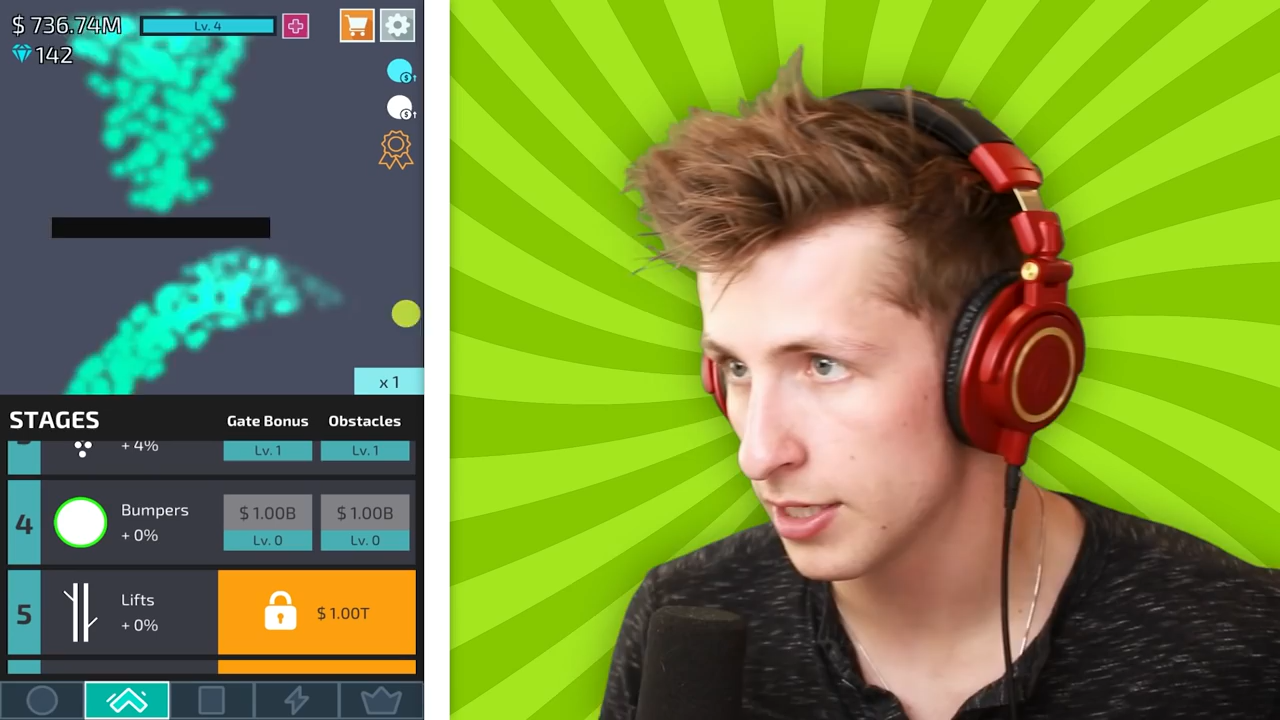 $ 736.74M
Lv. 4
142
x 1
STAGES
Gate Bonus
Obstacles
+ 4%
Lv. 1
Lv. 1
4
Bumpers
+ 0%
$ 1.00B
$ 1.00B
Lv. 0
Lv. 0
5
Lifts
+ 0%
$ 1.00T